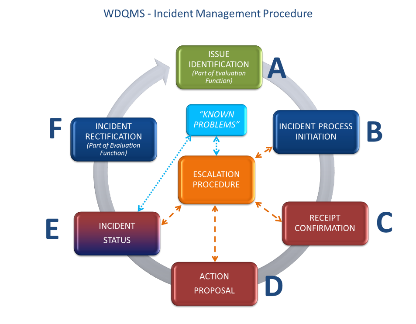 WDQMS - Incident Management Procedure
ISSUE
IDENTIFICATION
(Part of Evaluation
Function)
A
"KNOWN
PROBLEMS"
F
INCIDENT
RECTIFICATION
(Part of Evaluation
Function)
INCIDENT PROCESS
INITIATION
B
ESCALATION
PROCEDURE
E
INCIDENT
STATUS
RECEIPT
CONFIRMATION
C
ACTION
PROPOSAL
D